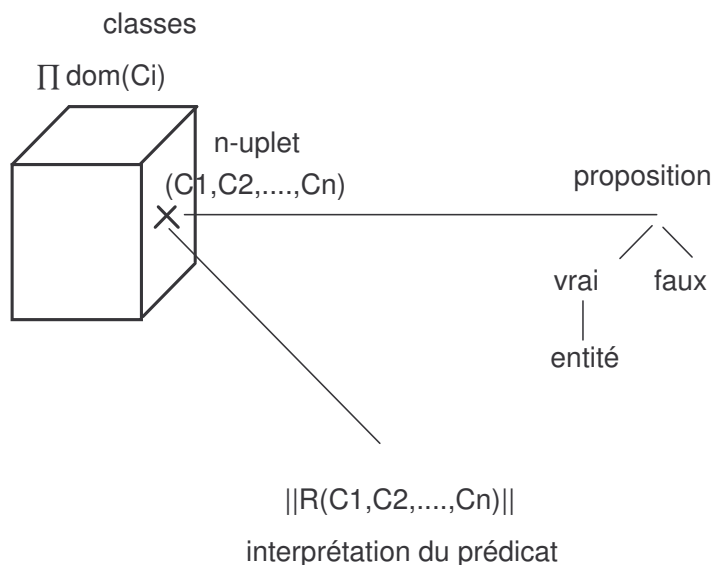 classes
∏ dom(Ci)
n-uplet
(C1,C2,....,Cn)
proposition
vrai
faux
entité
||R(C1,C2,....,Cn)||
interprétation du prédicat